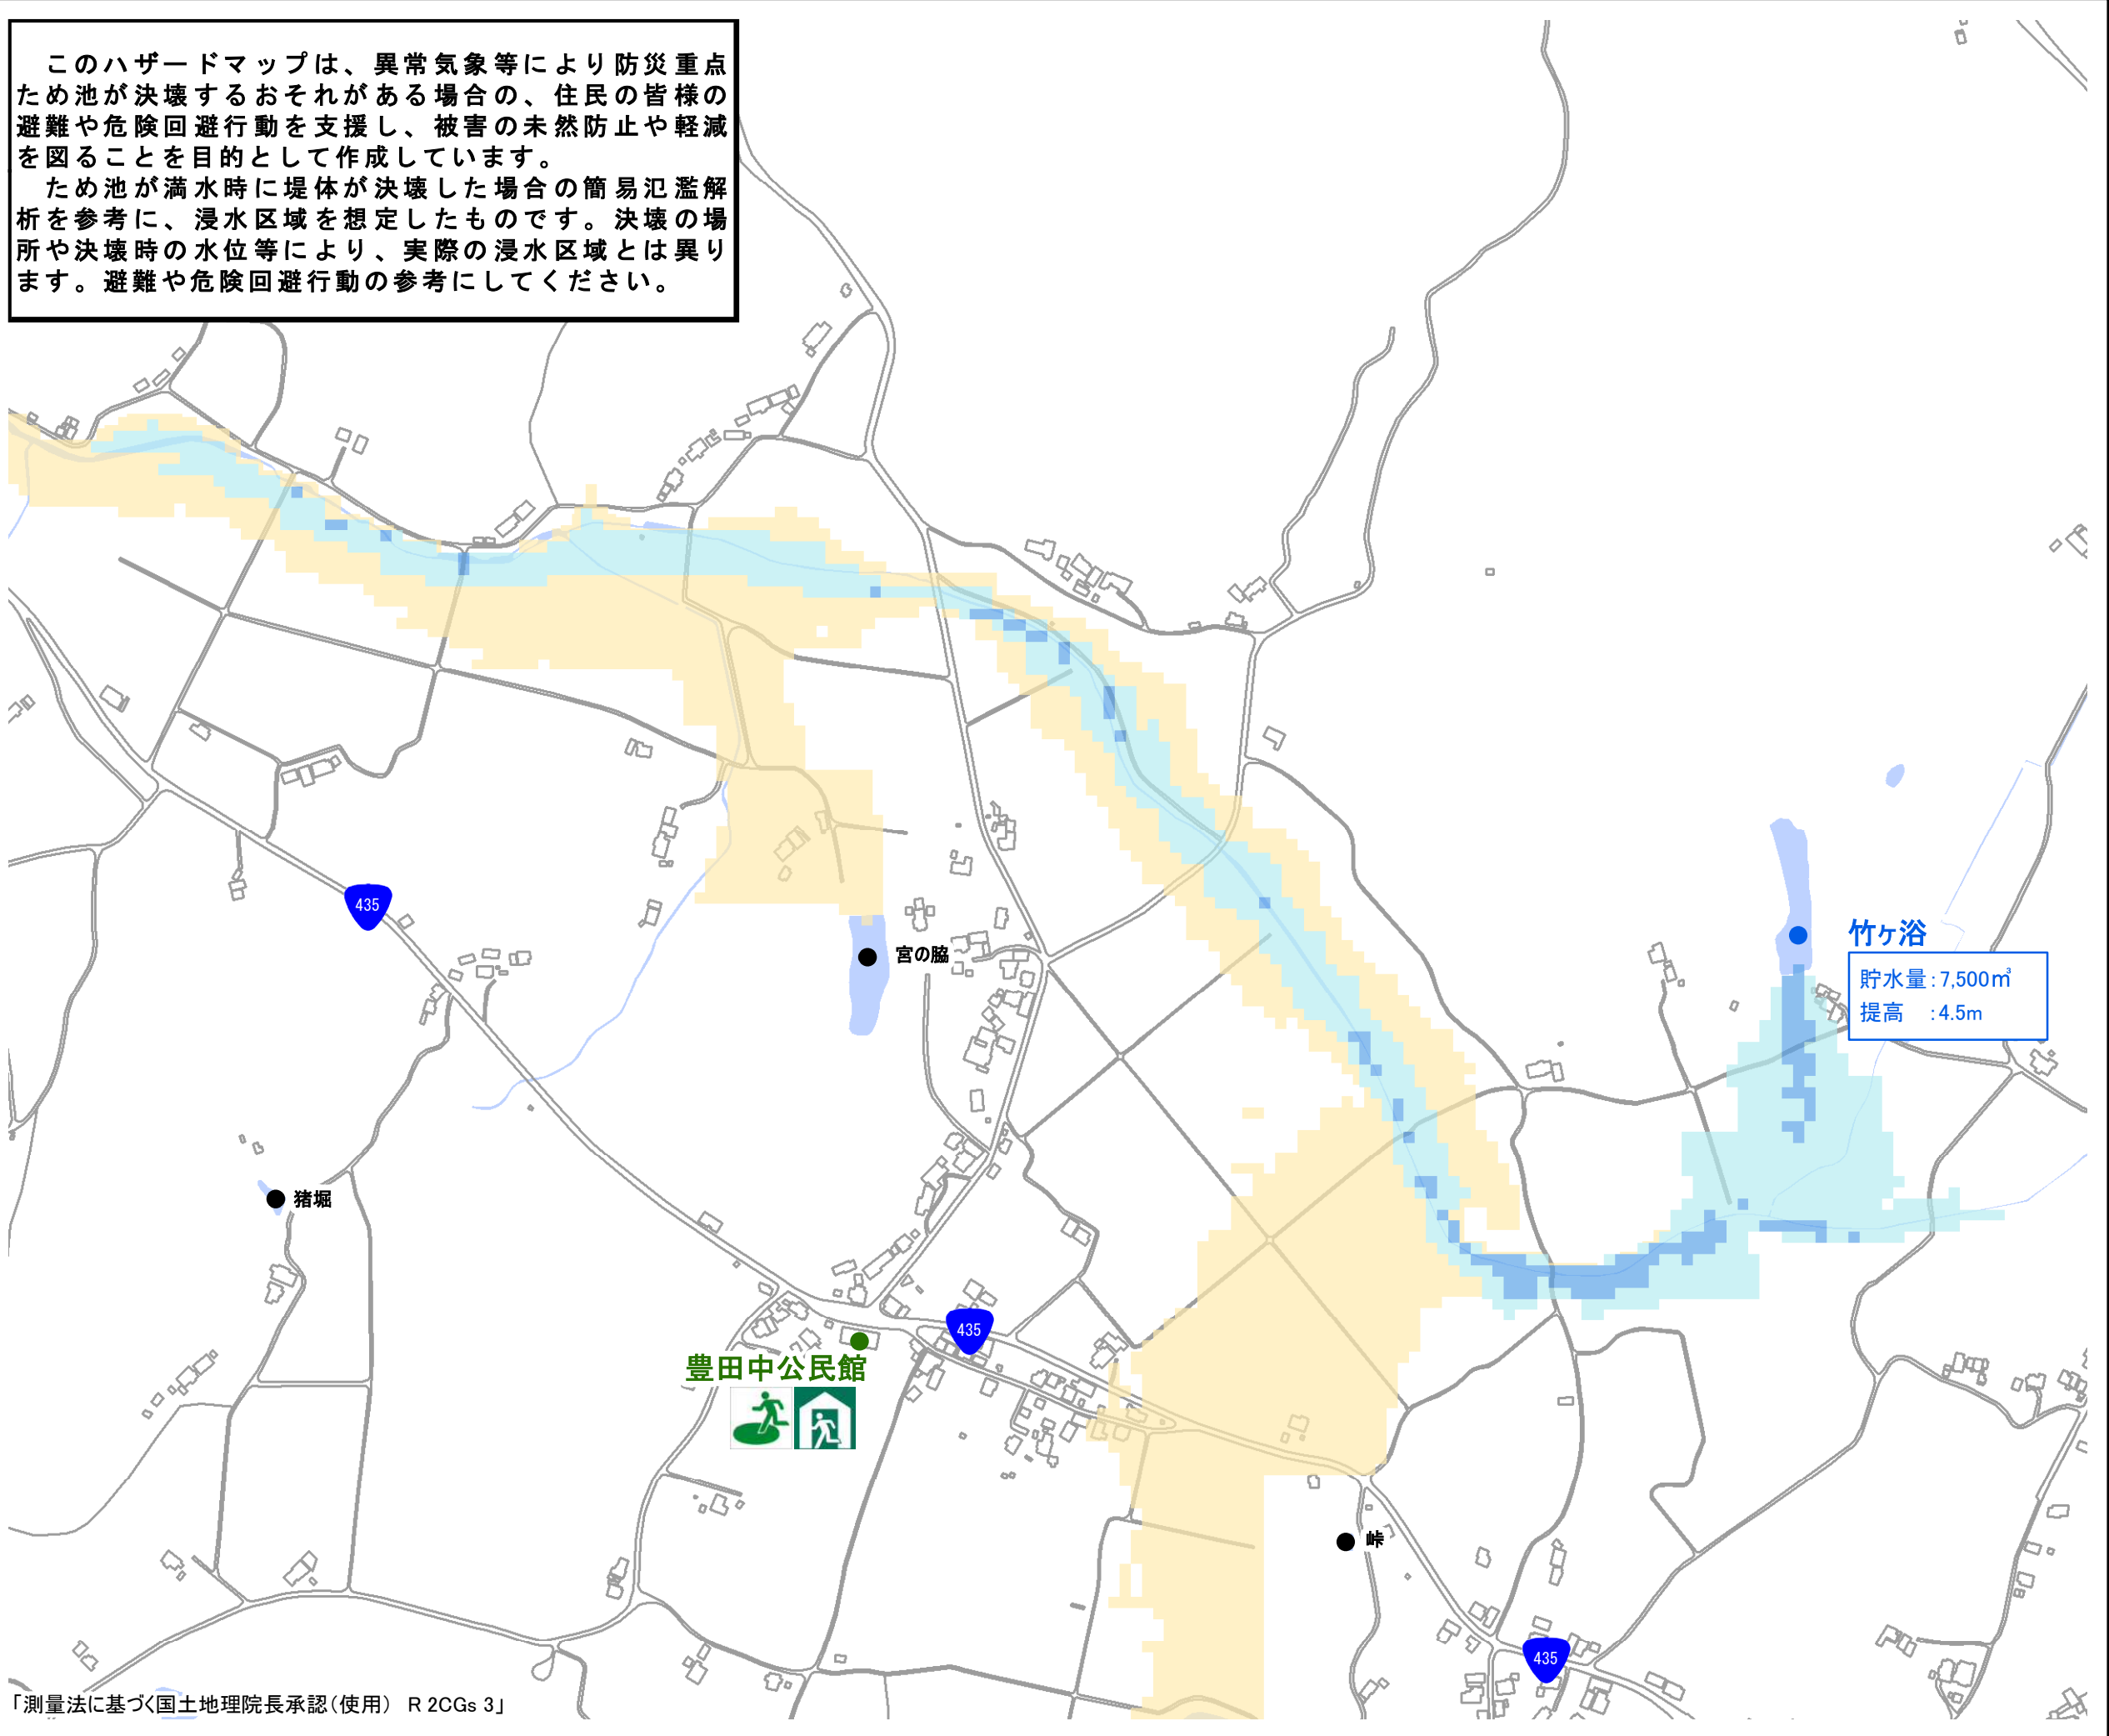 このハザードマップは、異常気象等により防災重点
ため池が決壊するおそれがある場合の、住民の皆様の
避難や危険回避行動を支援し、被害の未然防止や軽減
を図ることを目的として作成しています。
ため池が満水時に堤体が決壊した場合の簡易氾濫解
析を参考に、浸水区域を想定したものです。決壊の場
所や決壊時の水位等により、実際の浸水区域とは異り
ます。避難や危険回避行動の参考にしてください。
435
宮の脇
竹ヶ浴
貯水量:7,500㎥
提高 :4.5m
猪堀
435
豊田中公民館
峠
435
「測量法に基づく国土地理院長承認(使用) R 2CGs 3」